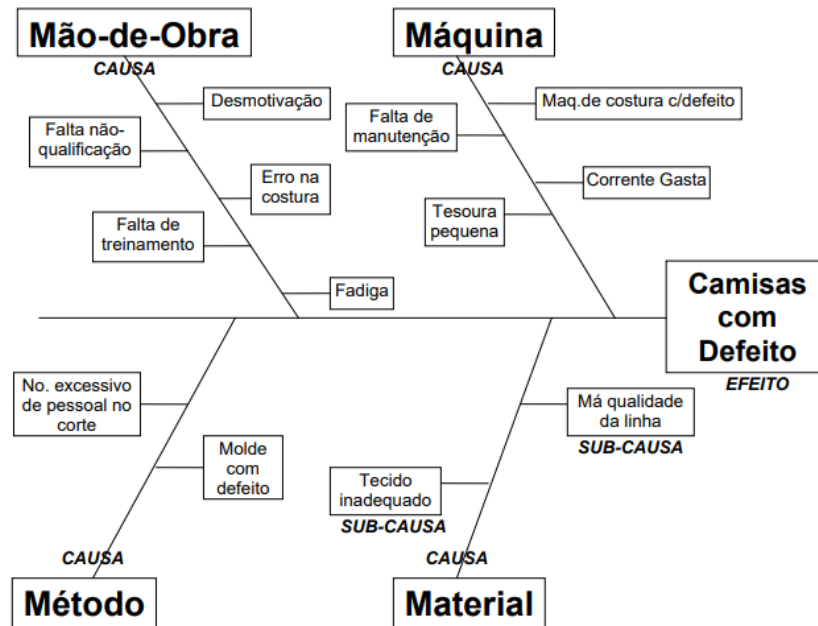 Mão-de-Obra
CAUSA
Desmotivação
Falta não-
qualificação
Erro na
costura
Falta de
treinamento
Fadiga
Máquina
CAUSA
Maq.de costura c/defeito
Falta de
manutenção
Corrente Gasta
Tesoura
pequena
Camisas
com
Defeito
EFEITO
No. excessivo
de pessoal no
corte
Molde
com
defeito
CAUSA
Método
Má qualidade
da linha
SUB-CAUSA
Tecido
inadequado
SUB-CAUSA
CAUSA
Material